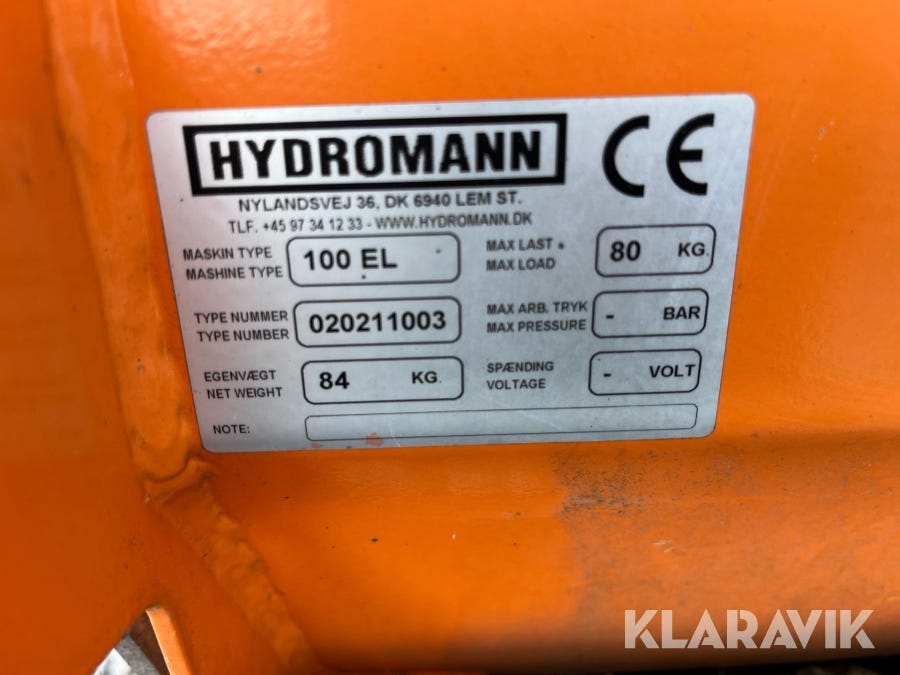 HYDROMANN CE
NYLANDSVEJ 36, DK 6940 LEM ST.
TLF. +45 97 34 12 33 - WWW.HYDROMANN.DK
MASKIN TYPE
MASHINE TYPE
100 EL
MAX LAST
MAX LOAD
80 KG.
TYPE NUMMER
TYPE NUMBER
020211003
MAX ARB. TRYK
MAX PRESSURE
- BAR
EGENVÆGT
NET WEIGHT
84 KG.
SPÆNDING
VOLTAGE
- VOLT
NOTE:
KLARAVIK